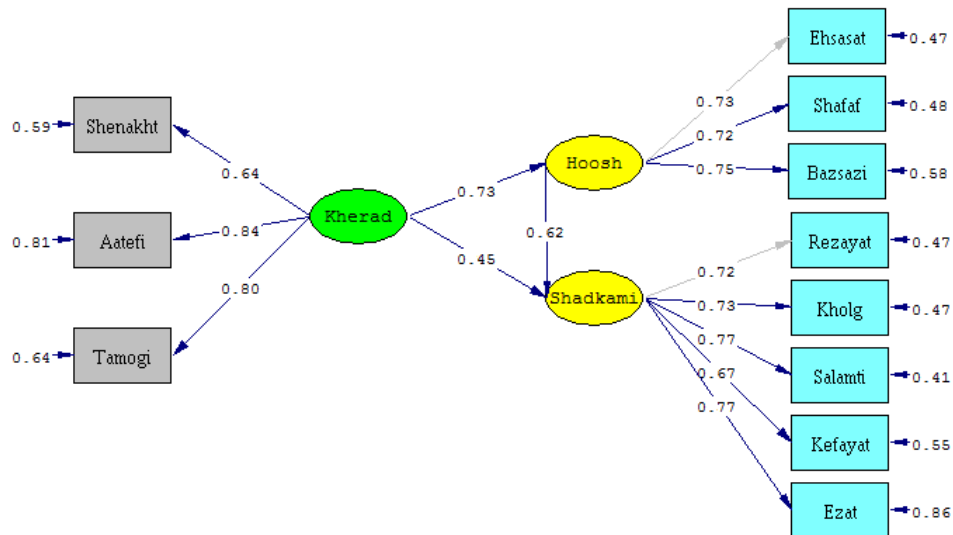 Ehsasat
0.47
0.73
Shafaf
0.48
0.72
Shenakht
0.59
Hoosh
0.75
Bazsazi
0.58
0.64
0.73
Kherad
Aatefi
0.81
0.84
0.62
Rezayat
0.47
0.45
0.72
0.80
Shadkami
0.73
Kholg
0.47
Tamogi
0.64
0.77
Salamti
0.41
0.67
0.77
Kefayat
0.55
Ezat
0.86